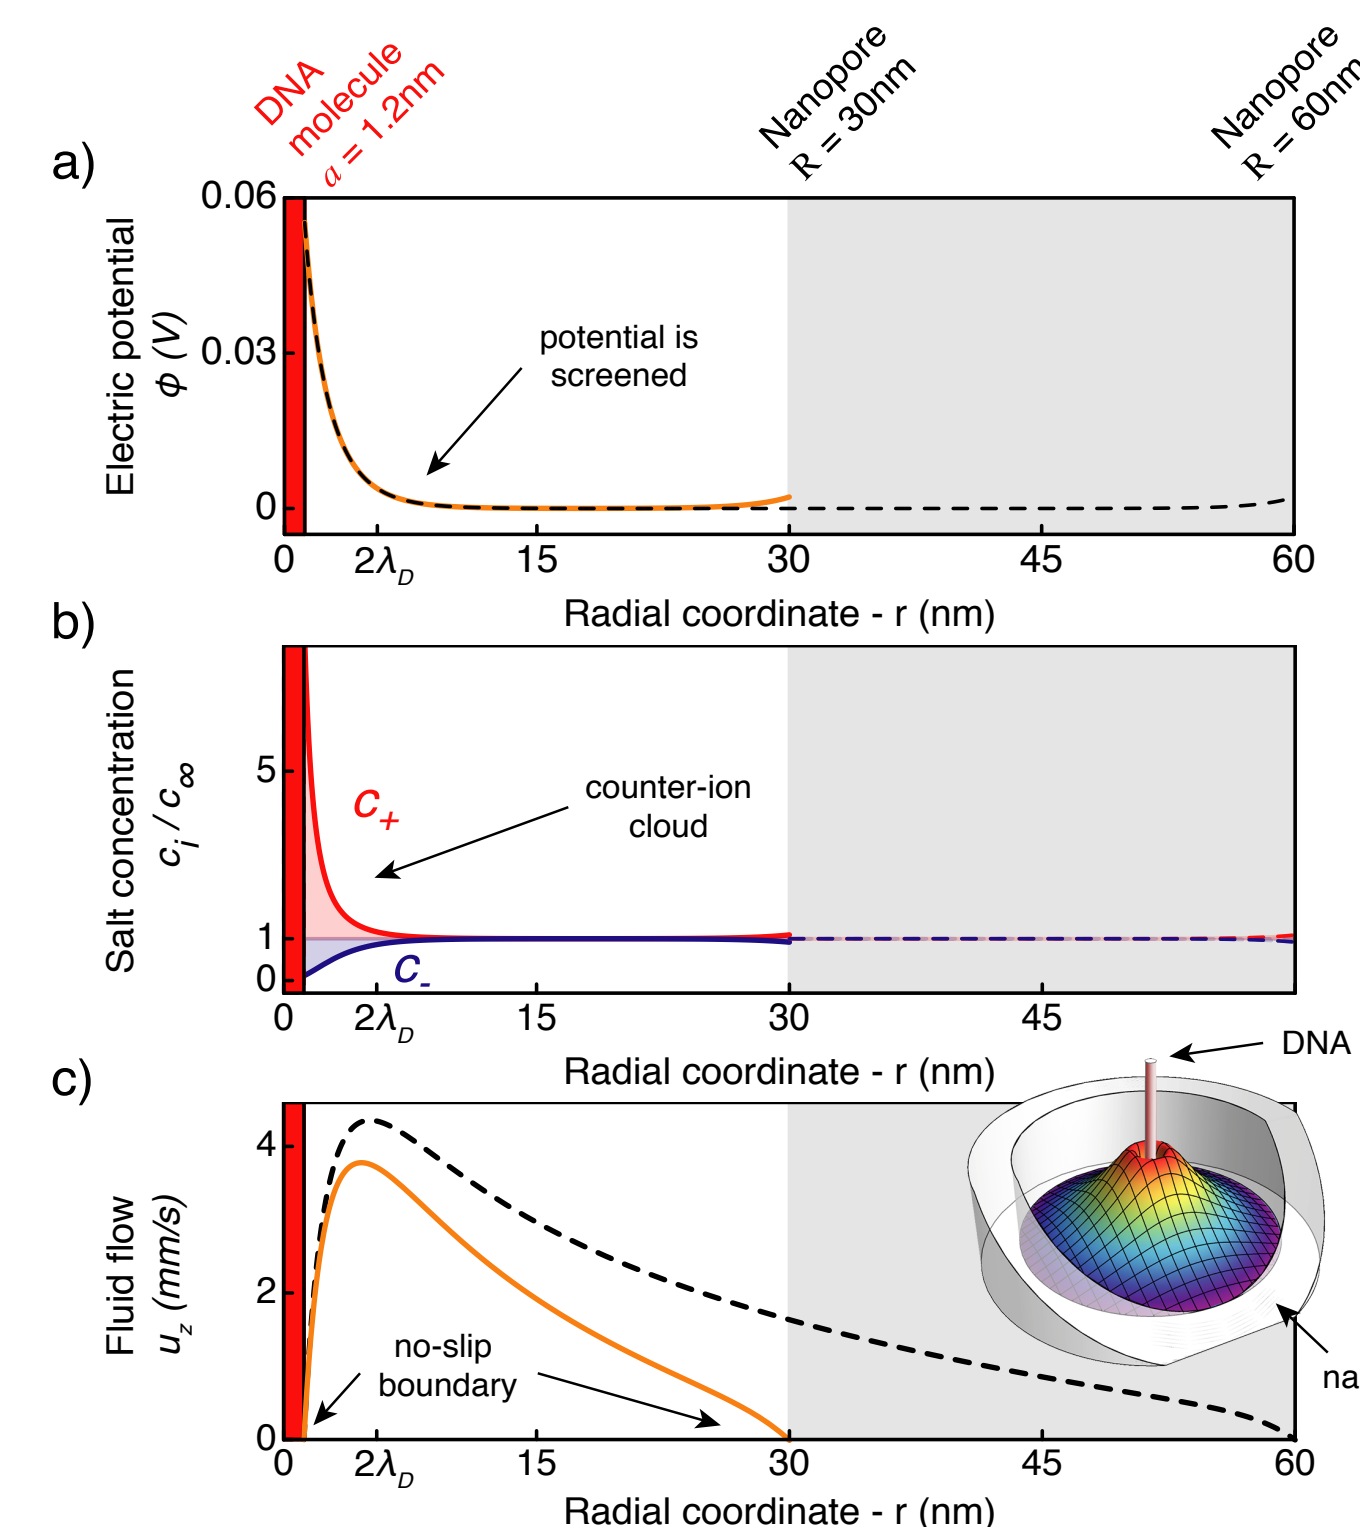 DNA
molecule
a = 1.2nm
Nanopore
R = 30nm
Nanopore
R = 60nm
a)
Electric potential
ϕ (V)
0.06
0.03
0
potential is
screened
0 2λD 15 30 45 60
Radial coordinate - r (nm)
b)
Salt concentration
ci / c∞
5
1
0
c+
c-
counter-ion
cloud
0 2λD 15 30 45
Radial coordinate - r (nm)
c)
Fluid flow
uz (mm/s)
4
2
0
no-slip
boundary
DNA
na
0 2λD 15 30 45 60
Radial coordinate - r (nm)